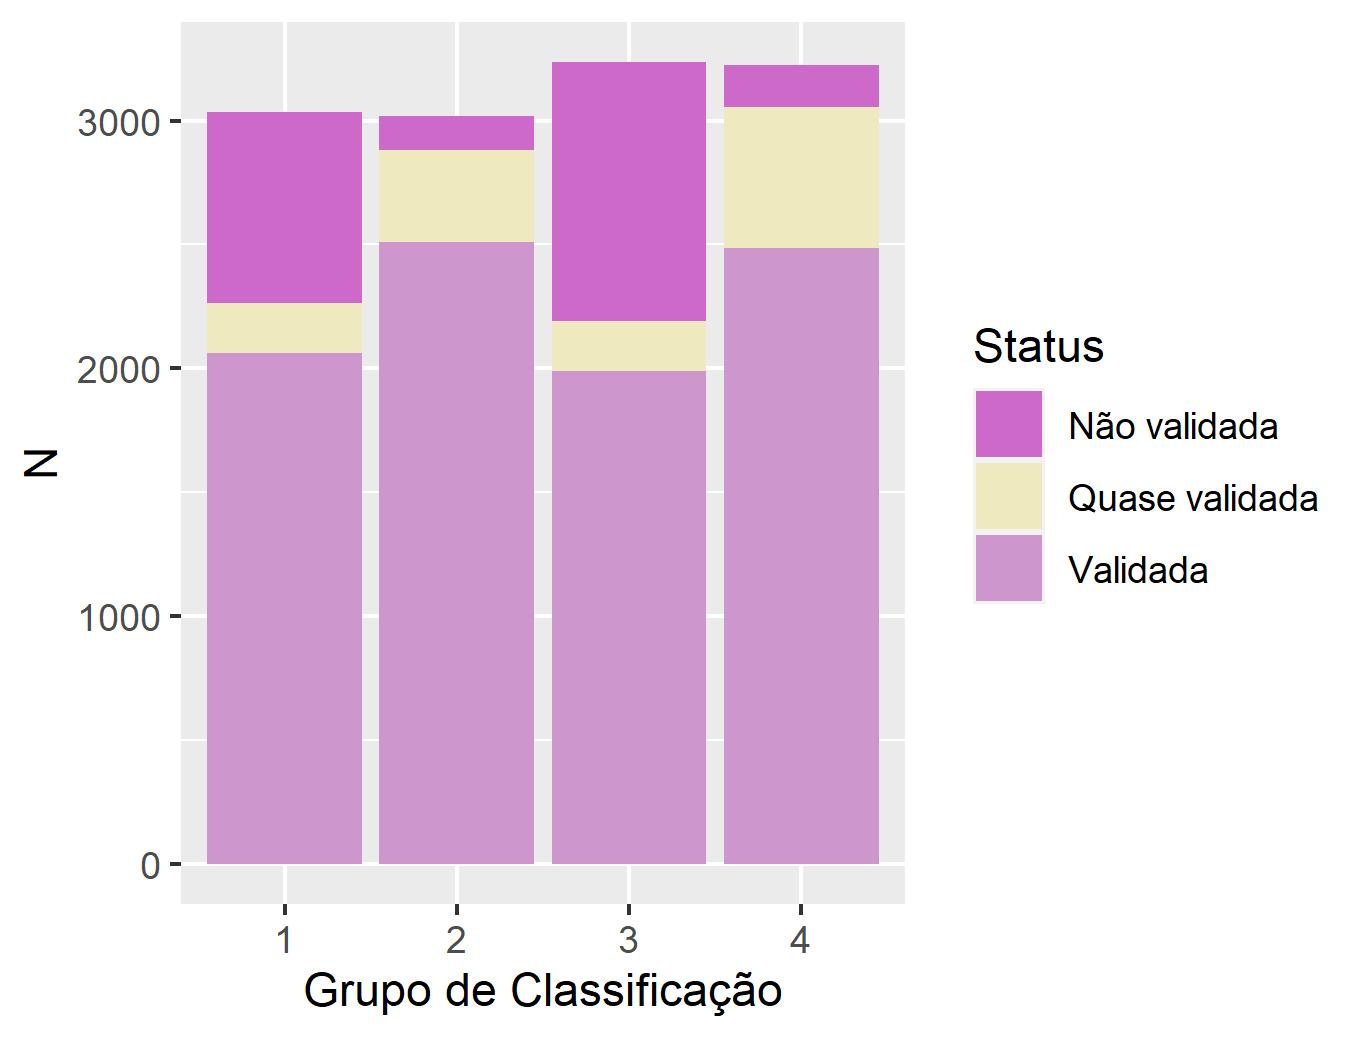 3000
2000
1000
0
N
1 2 3 4
Grupo de Classificação
Status
Não validada
Quase validada
Validada